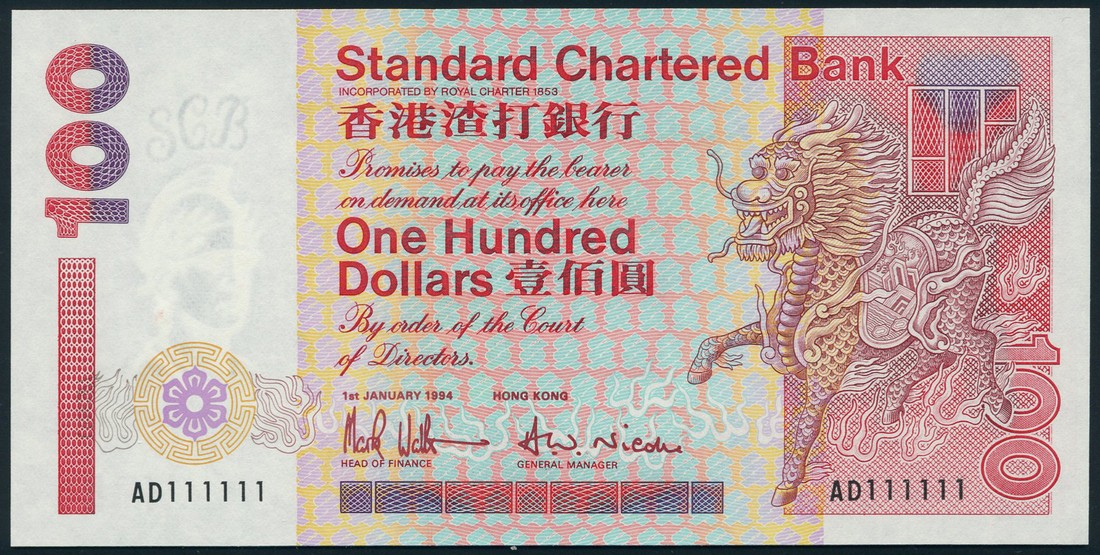 100
SCB
Standard Chartered Bank
INCORPORATED BY ROYAL CHARTER 1853
香港渣打銀行
Promises to pay the bearer
on demand at its office here
One Hundred
Dollars 壹佰圓
By order of the Court
of Directors.
1st JANUARY 1994 HONG KONG
HEAD OF FINANCE GENERAL MANAGER
AD111111
AD111111
100